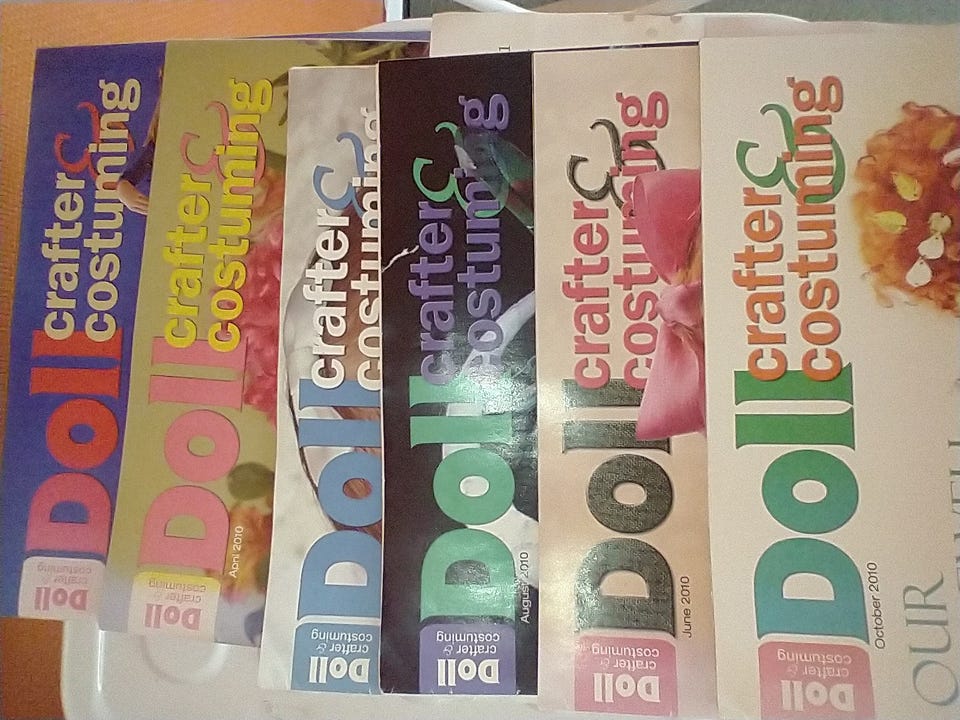 Doll crafter &
costuming
Doll
crafter &
costuming
Doll crafter &
costuming
Doll
crafter &
costuming
April 2010
Doll crafter &
costuming
Doll
crafter &
costuming
Doll crafter &
costuming
Doll
crafter &
costuming
August 2010
Doll crafter &
costuming
Doll
crafter &
costuming
June 2010
Doll crafter &
costuming
Doll
crafter &
costuming
October 2010
OUR